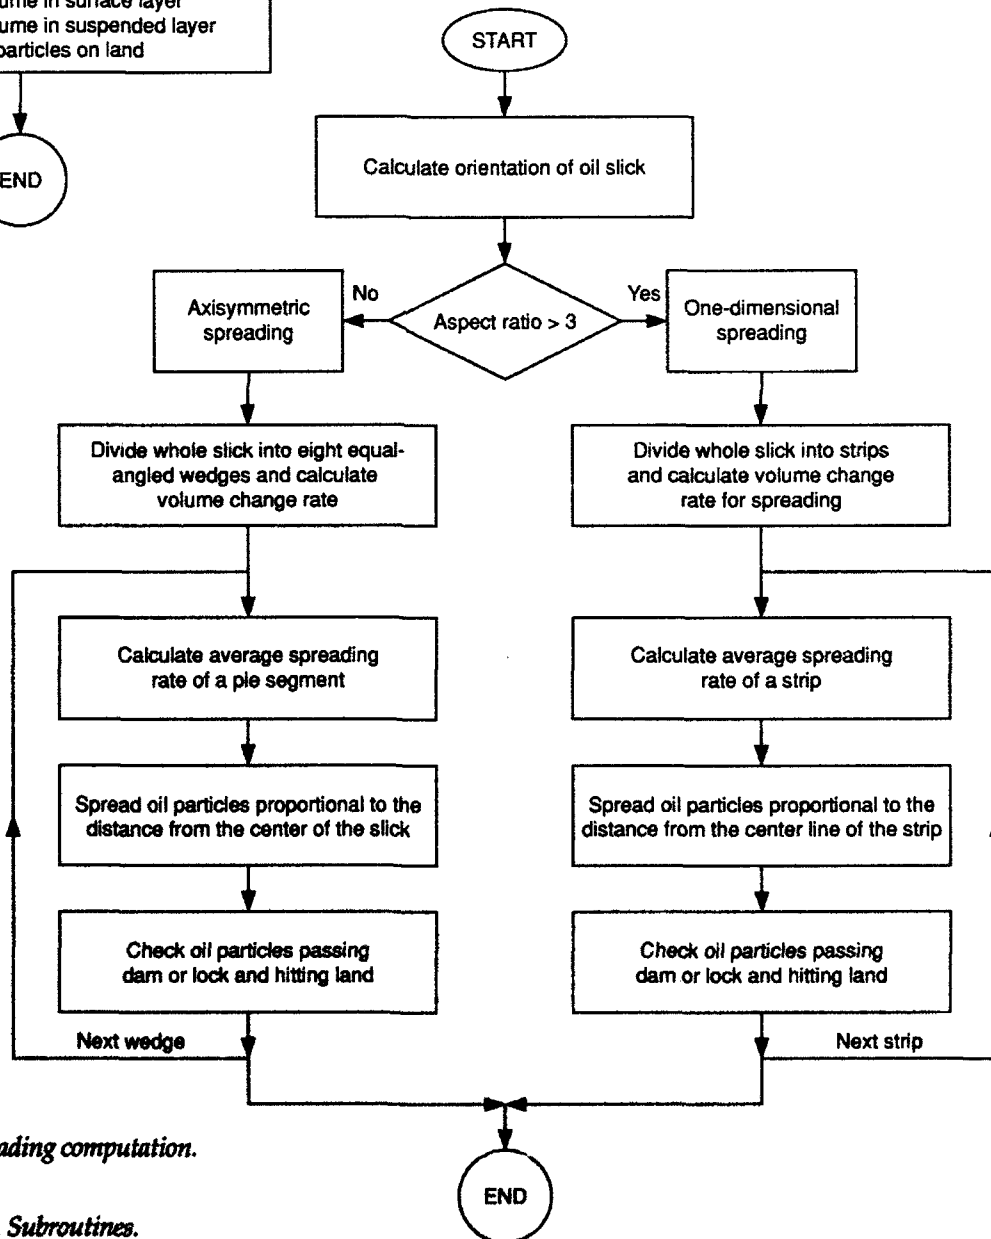 in surface layer
ume in suspended layer
particles on land
END
START
Calculate orientation of oil slick
Aspect ratio > 3
No
Yes
Axisymmetric
spreading
Divide whole slick into eight equal-
angled wedges and calculate
volume change rate
Calculate average spreading
rate of a pie segment
Spread oil particles proportional to the
distance from the center of the slick
Check oil particles passing
dam or lock and hitting land
Next wedge
One-dimensional
spreading
Divide whole slick into strips
and calculate volume change
rate for spreading
Calculate average spreading
rate of a strip
Spread oil particles proportional to the
distance from the center line of the strip
Check oil particles passing
dam or lock and hitting land
Next strip
END
ading computation.
Subroutines.